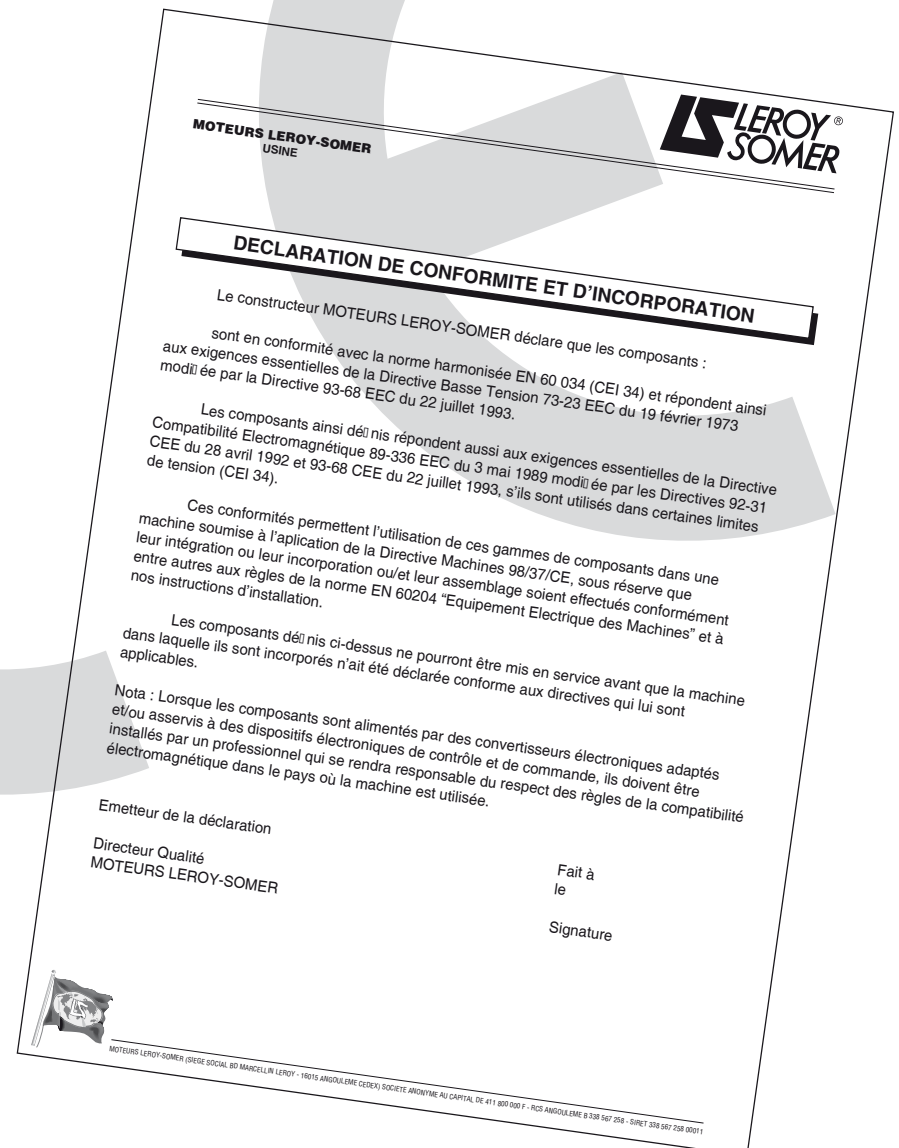 LEROY ®
SOMER
MOTEURS LEROY-SOMER
USINE
DECLARATION DE CONFORMITE ET D'INCORPORATION
Le constructeur MOTEURS LEROY-SOMER déclare que les composants :
sont en conformité avec la norme harmonisée EN 60 034 (CEI 34) et répondent ainsi
aux exigences essentielles de la Directive Basse Tension 73-23 EEC du 19 février 1973
modi▯ ée par la Directive 93-68 EEC du 22 juillet 1993.
Les composants ainsi dé▯ nis répondent aussi aux exigences essentielles de la Directive
Compatibilité Electromagnétique 89-336 EEC du 3 mai 1989 modi▯ ée par les Directives 92-31
CEE du 28 avril 1992 et 93-68 CEE du 22 juillet 1993, s'ils sont utilisés dans certaines limites
de tension (CEI 34).
Ces conformités permettent l'utilisation de ces gammes de composants dans une
machine soumise à l'aplication de la Directive Machines 98/37/CE, sous réserve que
leur intégration ou leur incorporation ou/et leur assemblage soient effectués conformément
entre autres aux règles de la norme EN 60204 “Equipement Electrique des Machines” et à
nos instructions d'installation.
Les composants dé▯ nis ci-dessus ne pourront être mis en service avant que la machine
dans laquelle ils sont incorporés n'ait été déclarée conforme aux directives qui lui sont
applicables.
Nota : Lorsque les composants sont alimentés par des convertisseurs électroniques adaptés
et/ou asservis à des dispositifs électroniques de contrôle et de commande, ils doivent être
installés par un professionnel qui se rendra responsable du respect des règles de la compatibilité
électromagnétique dans le pays où la machine est utilisée.
Emetteur de la déclaration
Directeur Qualité
MOTEURS LEROY-SOMER
Fait à
le
Signature
MOTEURS LEROY-SOMER (SIEGE SOCIAL BD MARCELLIN LEROY - 16015 ANGOULEME CEDEX) SOCIETE ANONYME AU CAPITAL DE 411 800 000 F - RCS ANGOULEME B 338 567 258 - SIRET 338 567 258 00011